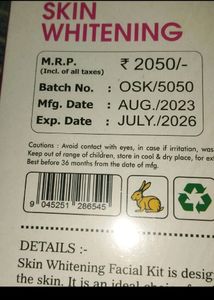 SKIN
WHITENING
M.R.P. : ₹ 2050/-
(Incl. of all taxes)
Batch No. : OSK/5050
Mfg. Date : AUG./2023
Exp. Date : JULY./2026
Cautions : Avoid contact with eyes, in case if irritation,
Keep out of range of children, store in cool & dry place, for
Best before 36 months from the date of mfg.
9 045251 286545
DETAILS :-
Skin Whitening Facial Kit is
the skin. It is an ideal